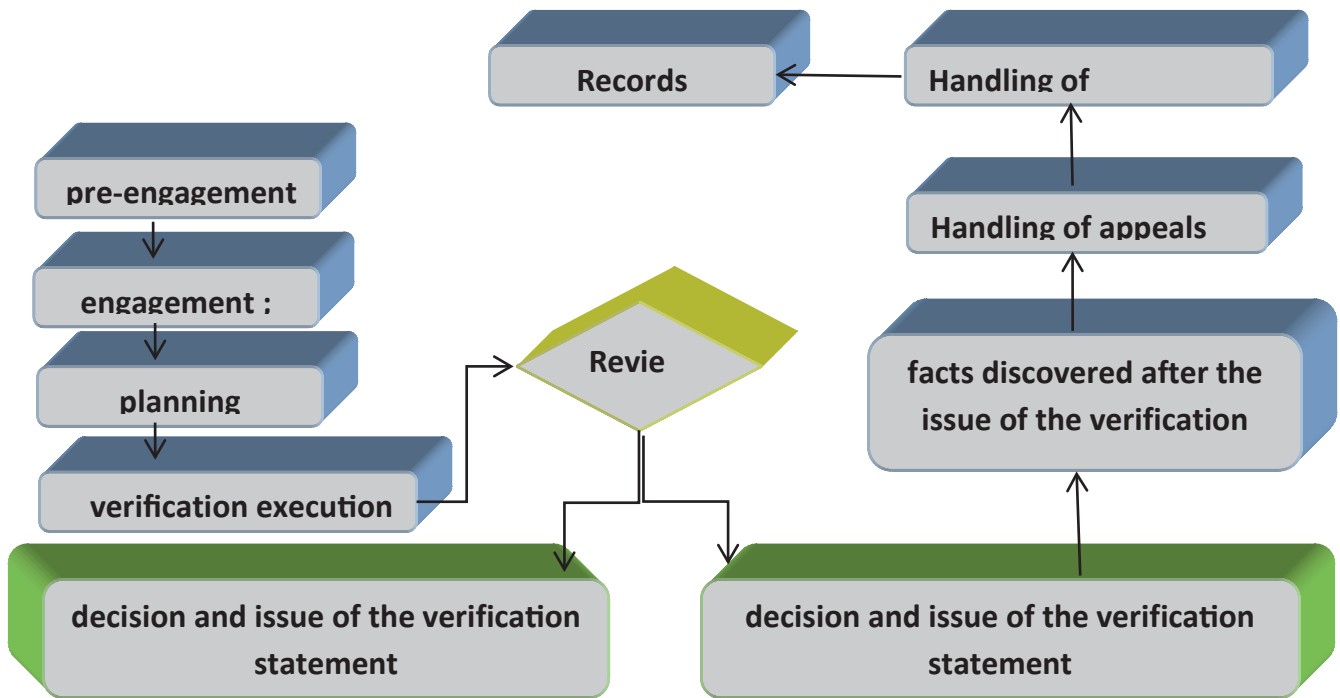 Records
Handling of
pre-engagement
Handling of appeals
engagement ;
planning
Revie
facts discovered after the
issue of the verification
verification execution
decision and issue of the verification
statement
decision and issue of the verification
statement